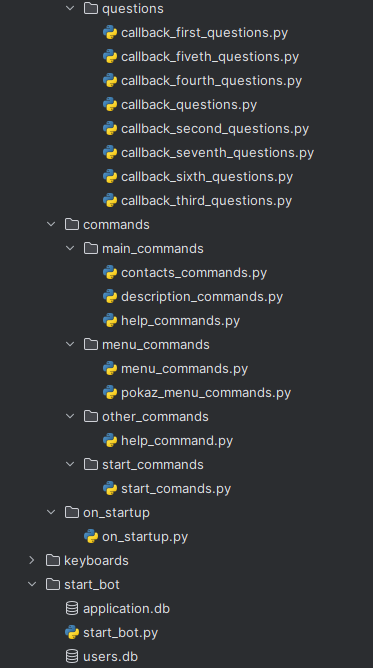 questions
callback_first_questions.py
callback_fiveth_questions.py
callback_fourth_questions.py
callback_questions.py
callback_second_questions.py
callback_seventh_questions.py
callback_sixth_questions.py
callback_third_questions.py
commands
main_commands
contacts_commands.py
description_commands.py
help_commands.py
menu_commands
menu_commands.py
pokaz_menu_commands.py
other_commands
help_command.py
start_commands
start_comands.py
on_startup
on_startup.py
keyboards
start_bot
application.db
start_bot.py
users.db